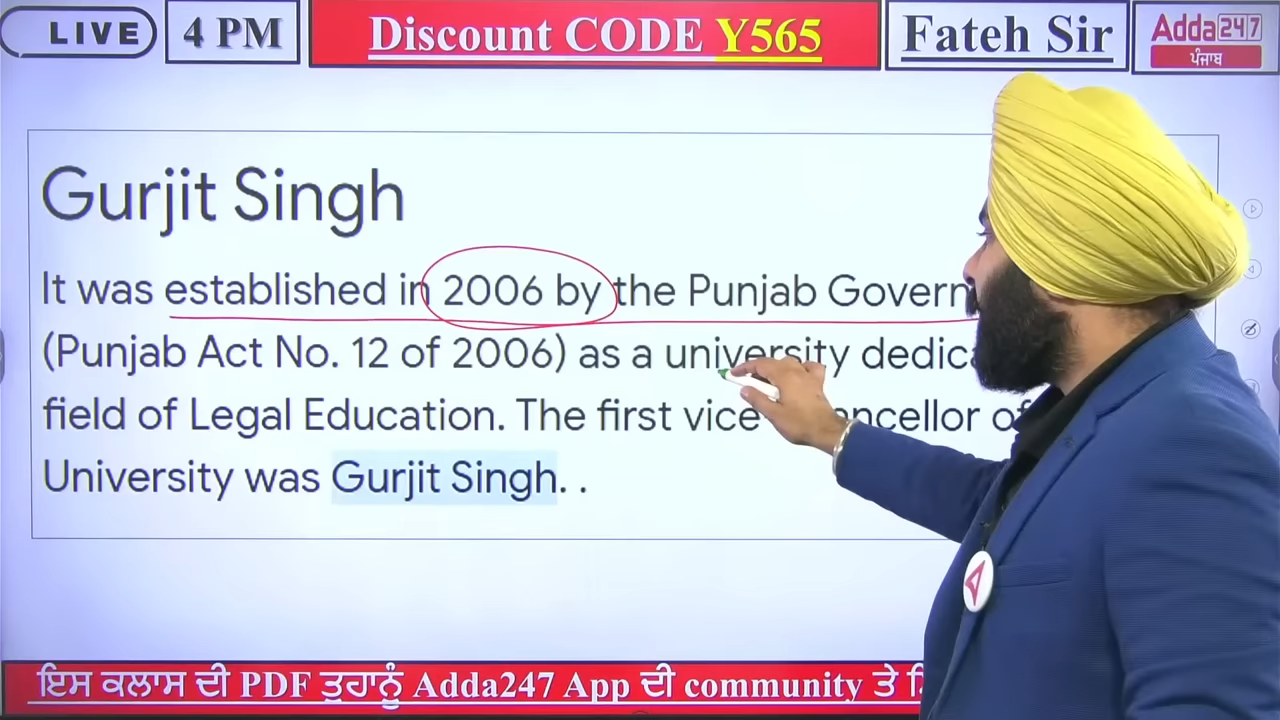 LIVE
4 PM
Discount CODE Y565
Fateh Sir
Adda247
ਪੰਜਾਬ
Gurjit Singh
It was established in 2006 by the Punjab
(Punjab Act No. 12 of 2006) as a university
field of Legal Education. The first vice
University was Gurjit Singh. .
ਇਸ ਕਲਾਸ ਦੀ PDF ਤੁਹਾਨੂੰ Adda247 App ਦੀ community ਤੇ